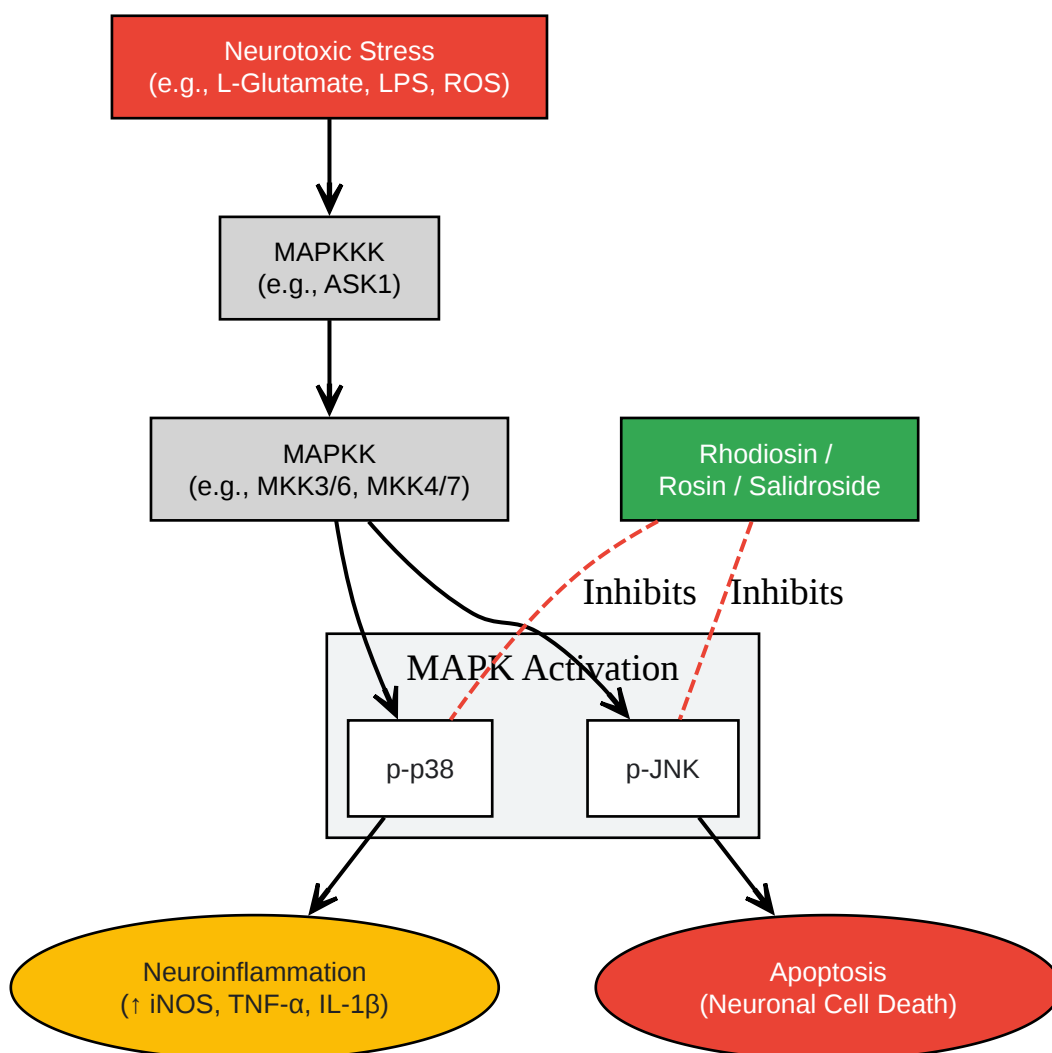 Neurotoxic Stress
(e.g., L-Glutamate, LPS, ROS)
MAPKKK
(e.g., ASK1)
MAPKK
(e.g., MKK3/6, MKK4/7)
Rhodiosin /
Rosin / Salidroside
Inhibits
Inhibits
MAPK Activation
p-p38
p-JNK
Neuroinflammation
(↑ iNOS, TNF-α, IL-1β)
Apoptosis
(Neuronal Cell Death)